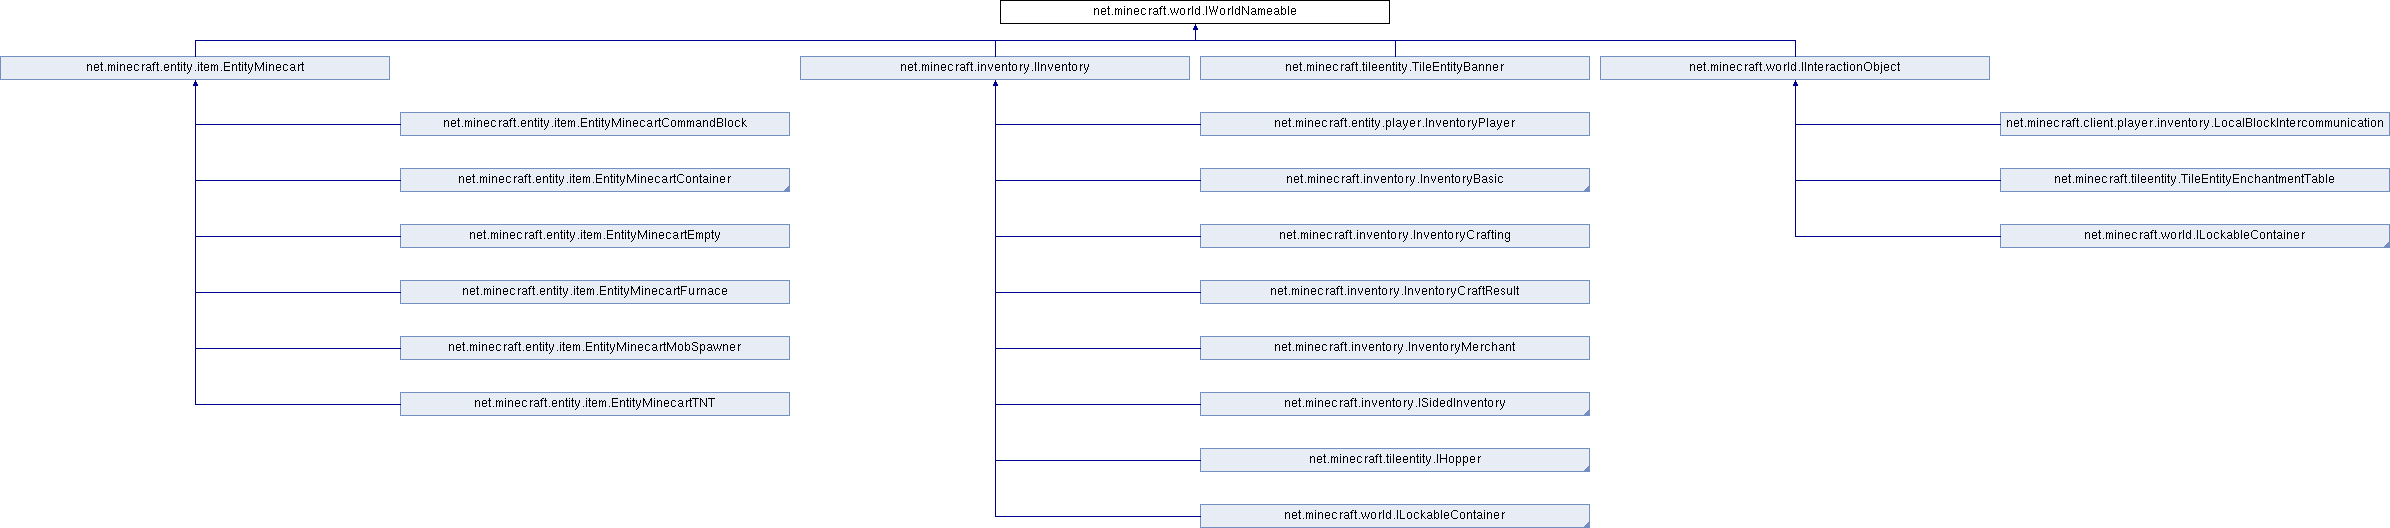 net.minecraft.world.IWorldNameable
net.minecraft.entity.item.EntityMinecart
net.minecraft.inventory.IInventory
net.minecraft.tileentity.TileEntityBanner
net.minecraft.world.IInteractionObject
net.minecraft.entity.item.EntityMinecartCommandBlock
net.minecraft.entity.player.InventoryPlayer
net.minecraft.client.player.inventory.LocalBlockIntercommunication
net.minecraft.entity.item.EntityMinecartContainer
net.minecraft.inventory.InventoryBasic
net.minecraft.tileentity.TileEntityEnchantmentTable
net.minecraft.entity.item.EntityMinecartEmpty
net.minecraft.inventory.InventoryCrafting
net.minecraft.world.ILockableContainer
net.minecraft.entity.item.EntityMinecartFurnace
net.minecraft.inventory.InventoryCraftResult
net.minecraft.entity.item.EntityMinecartMobSpawner
net.minecraft.inventory.InventoryMerchant
net.minecraft.entity.item.EntityMinecartTNT
net.minecraft.inventory.ISidedInventory
net.minecraft.tileentity.IHopper
net.minecraft.world.ILockableContainer